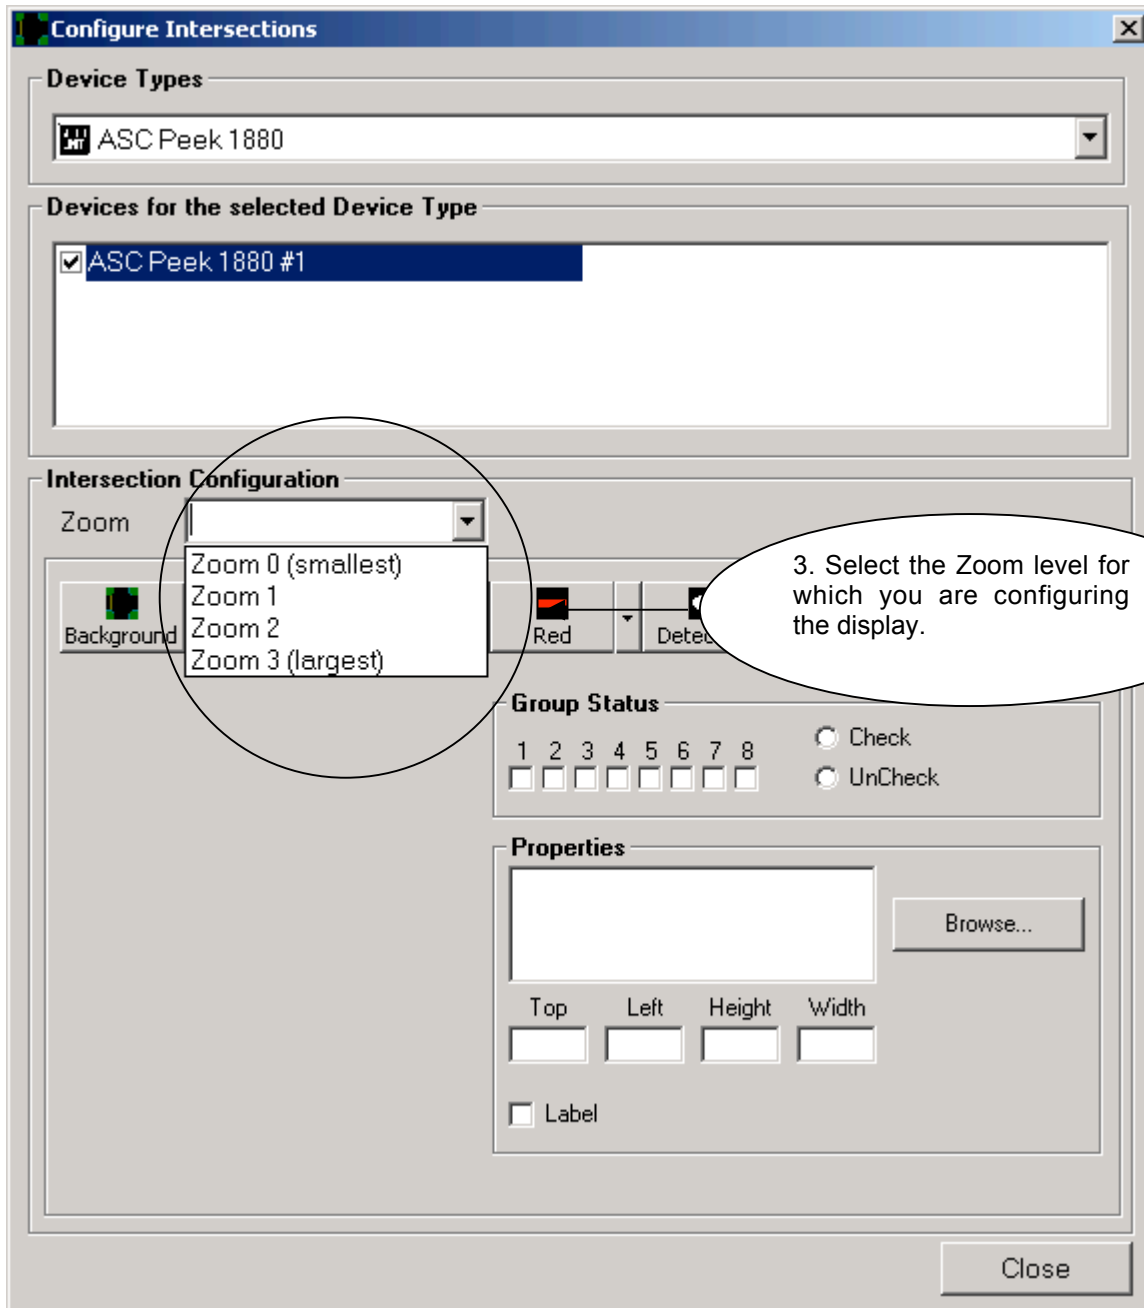 Configure Intersections
Device Types
ASC Peek 1880
Devices for the selected Device Type
ASC Peek 1880 #1
Intersection Configuration
Zoom
Zoom 0 (smallest)
Zoom 1
Zoom 2
Zoom 3 (largest)
Background
Red
Detec
3. Select the Zoom level for
which you are configuring
the display.
Group Status
1 2 3 4 5 6 7 8
Check
UnCheck
Properties
Browse...
Top Left Height Width
Label
Close